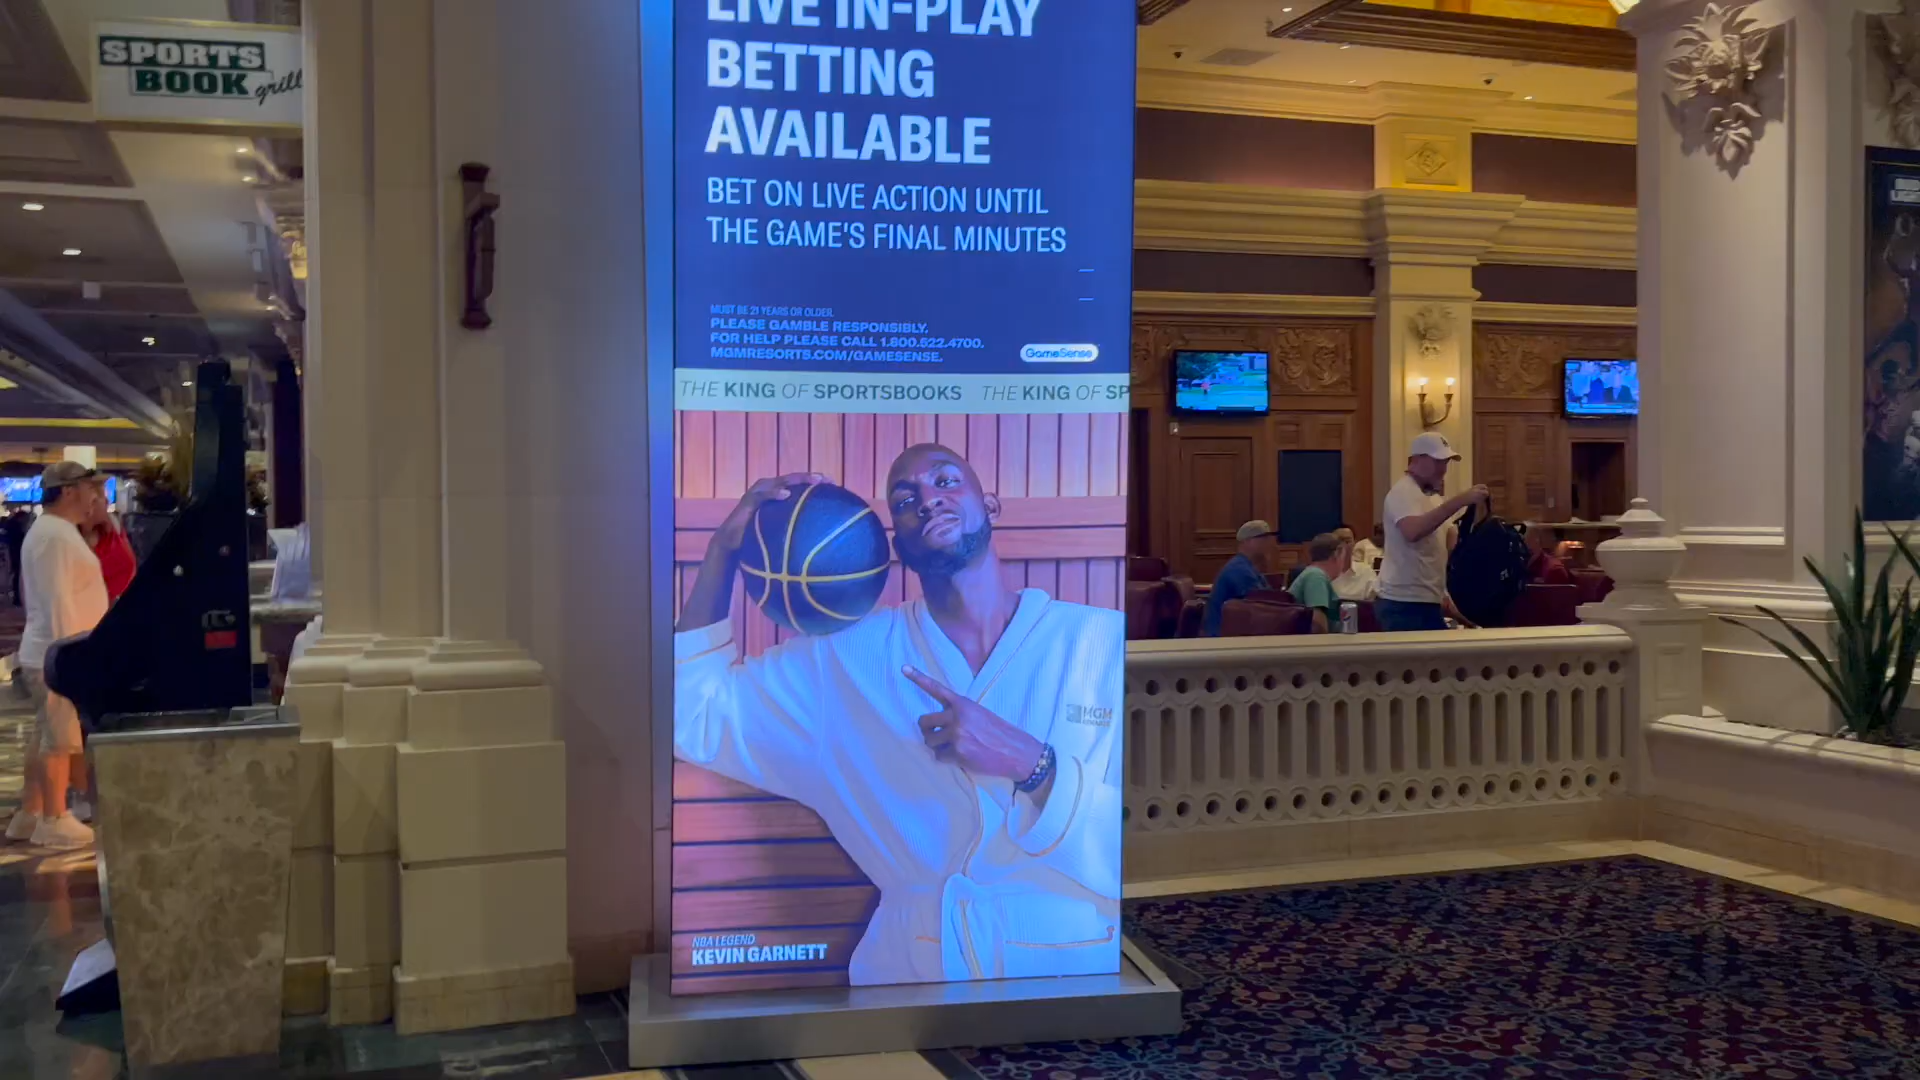 SPORTS
BOOK grill
LIVE IN-PLAY
BETTING
AVAILABLE
BET ON LIVE ACTION UNTIL
THE GAME'S FINAL MINUTES
MUST BE 21 YEARS OR OLDER.
PLEASE GAMBLE RESPONSIBLY.
FOR HELP PLEASE CALL 1.800.522.4700.
MGMRESORTS.COM/GAMESENSE.
GameSense
THE KING OF SPORTSBOOKS THE KING OF SP
MGM
NBA LEGEND
KEVIN GARNETT